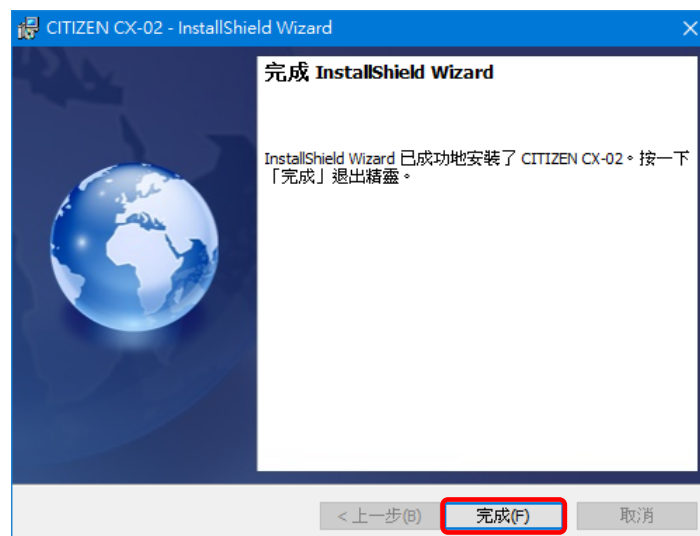 CITIZEN CX-02 - InstallShield Wizard
完成 InstallShield Wizard
InstallShield Wizard 已成功地安裝了 CITIZEN CX-02。按一下
「完成」退出精靈。
< 上一步(B) 完成(F) 取消